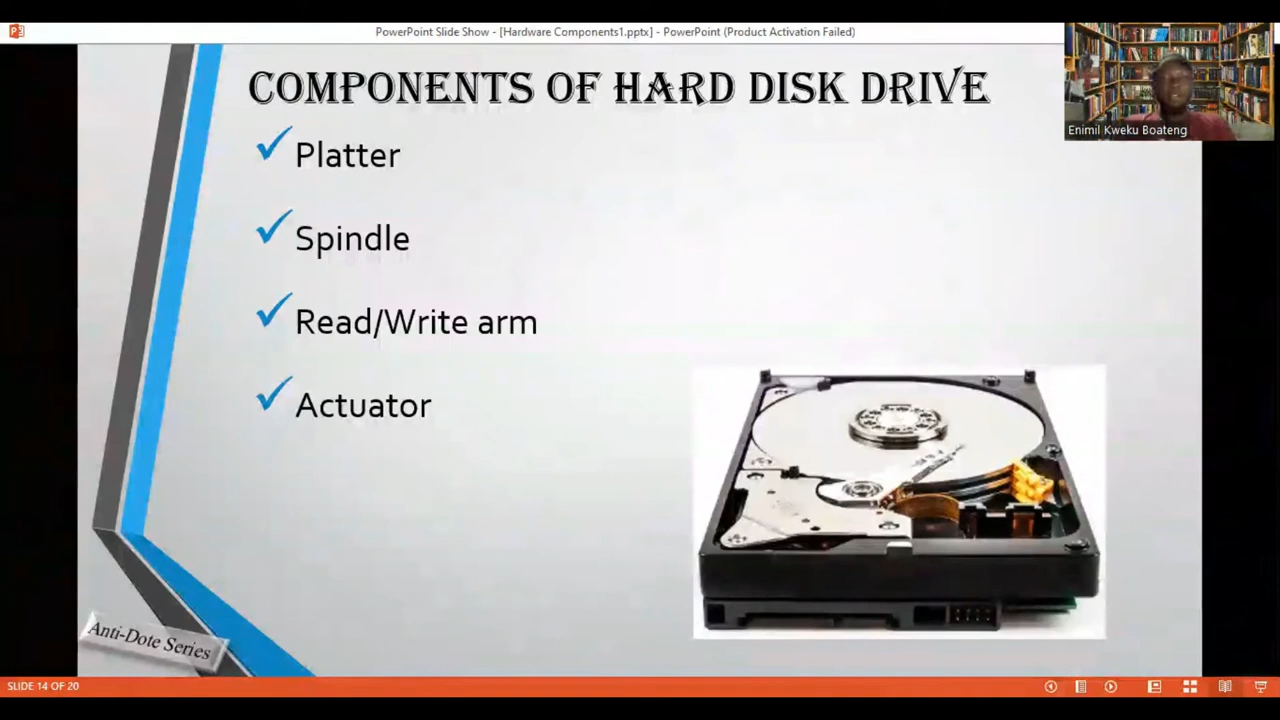 PowerPoint Slide Show - [Hardware Components1.pptx] - PowerPoint (Product Activation Failed)
COMPONENTS OF HARD DISK DRIVE
Enimil Kweku Boateng
Platter
Spindle
Read/Write arm
Actuator
Anti-Dote Series
SLIDE 14 OF 20